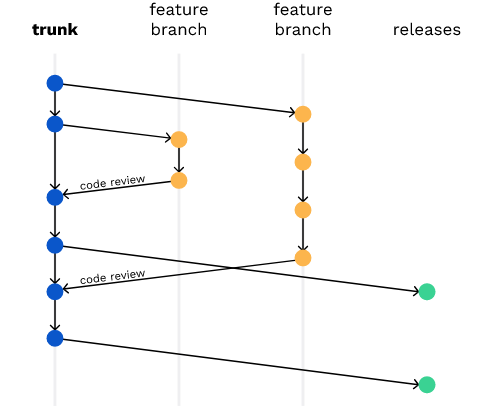 trunk
feature
branch
feature
branch
releases
code review
code review